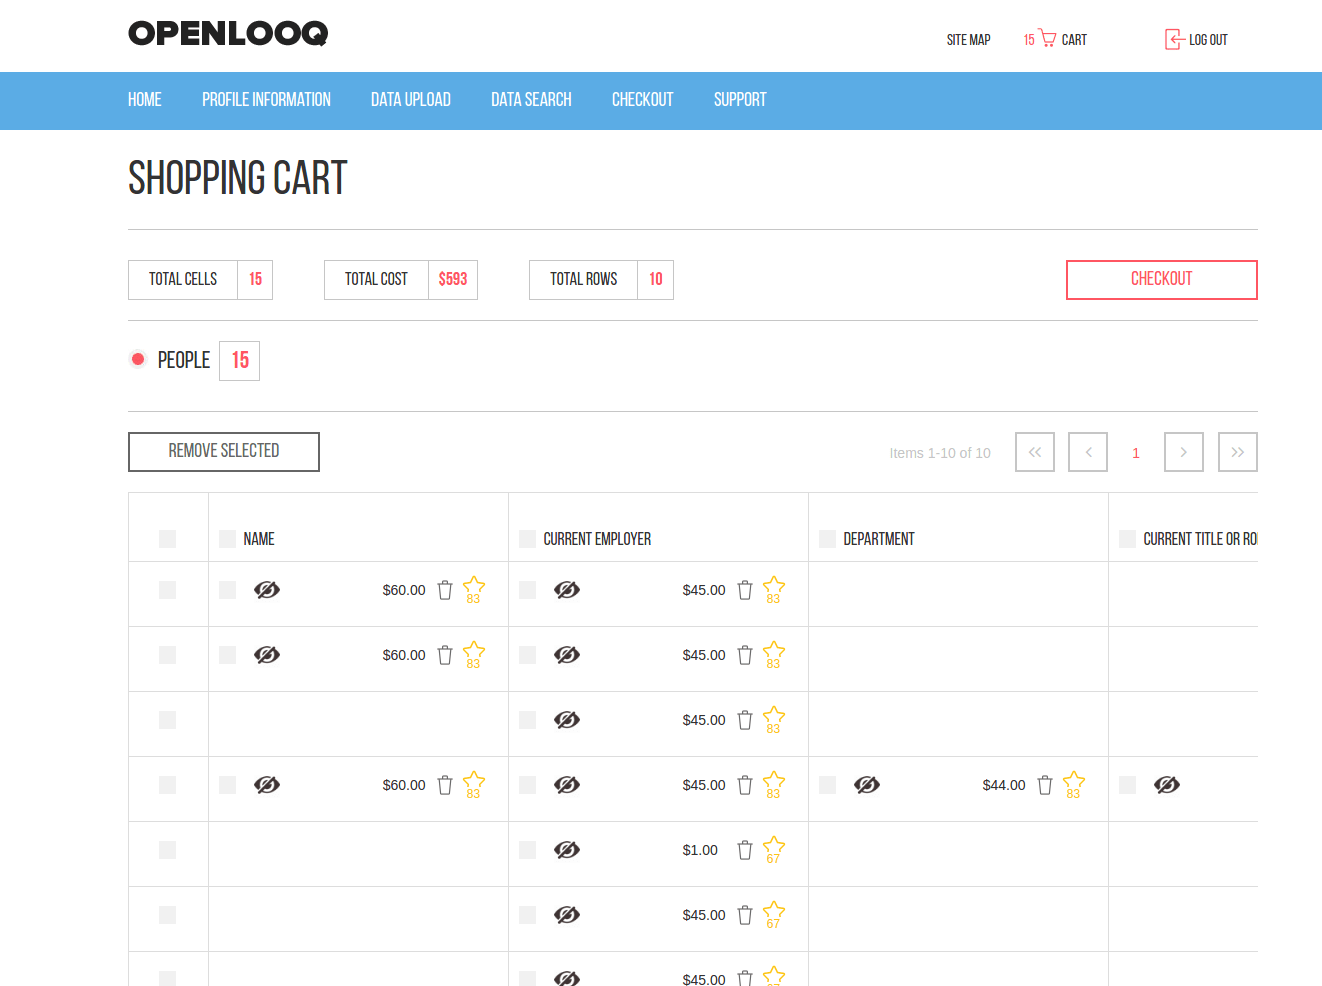 OPENLOOQ
SITE MAP 15 CART LOG OUT
HOME PROFILE INFORMATION DATA UPLOAD DATA SEARCH CHECKOUT SUPPORT
SHOPPING CART
TOTAL CELLS 15 TOTAL COST $593 TOTAL ROWS 10 CHECKOUT
PEOPLE 15
REMOVE SELECTED Items 1-10 of 10 1
NAME CURRENT EMPLOYER DEPARTMENT CURRENT TITLE OR RO
$60.00 83 $45.00 83
$60.00 83 $45.00 83
$45.00 83
$60.00 83 $45.00 83 $44.00 83
$1.00 67
$45.00 67
$45.00